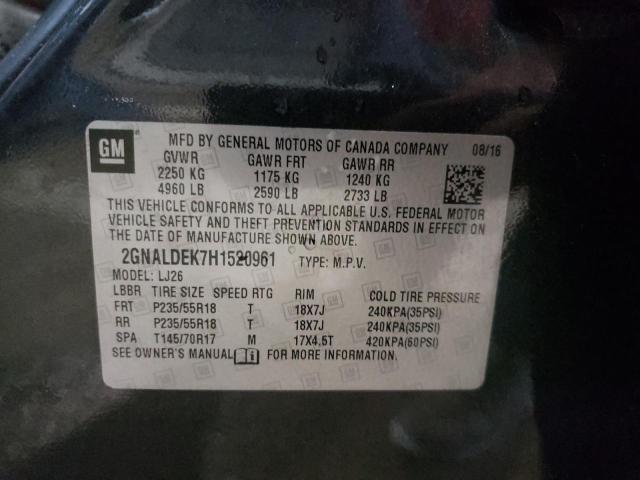 GM
MFD BY GENERAL MOTORS OF CANADA COMPANY 08/16
GVWR GAWR FRT GAWR RR
2250 KG 1175 KG 1240 KG
4960 LB 2590 LB 2733 LB
THIS VEHICLE CONFORMS TO ALL APPLICABLE U.S. FEDERAL MOTOR
VEHICLE SAFETY AND THEFT PREVENTION STANDARDS IN EFFECT ON
THE DATE OF MANUFACTURE SHOWN ABOVE.
2GNALDEK7H1520961 TYPE: M.P.V.
MODEL: LJ26
LBBR TIRE SIZE SPEED RTG RIM COLD TIRE PRESSURE
FRT P235/55R18 T 18X7J 240KPA(35PSI)
RR P235/55R18 T 18X7J 240KPA(35PSI)
SPA T145/70R17 M 17X4.5T 420KPA(60PSI)
SEE OWNER'S MANUAL FOR MORE INFORMATION.